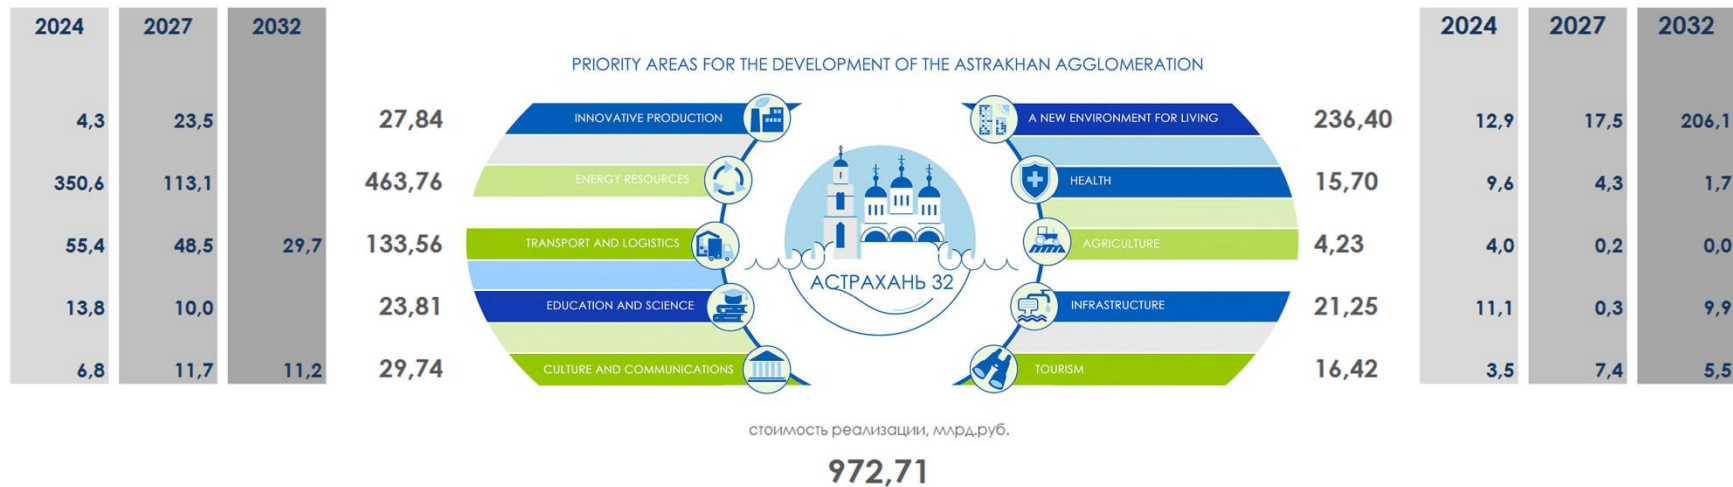 2024 2027 2032
2024 2027 2032
PRIORITY AREAS FOR THE DEVELOPMENT OF THE ASTRAKHAN AGGLOMERATION
4,3 23,5 27,84 INNOVATIVE PRODUCTION A NEW ENVIRONMENT FOR LIVING 236,40 12,9 17,5 206,1
350,6 113,1 463,76 ENERGY RESOURCES HEALTH 15,70 9,6 4,3 1,7
55,4 48,5 29,7 133,56 TRANSPORT AND LOGISTICS AGRICULTURE 4,23 4,0 0,2 0,0
АСТРАХАНЬ 32
13,8 10,0 23,81 EDUCATION AND SCIENCE INFRASTRUCTURE 21,25 11,1 0,3 9,9
6,8 11,7 11,2 29,74 CULTURE AND COMMUNICATIONS TOURISM 16,42 3,5 7,4 5,5
стоимость реализации, млрд.руб.
972,71